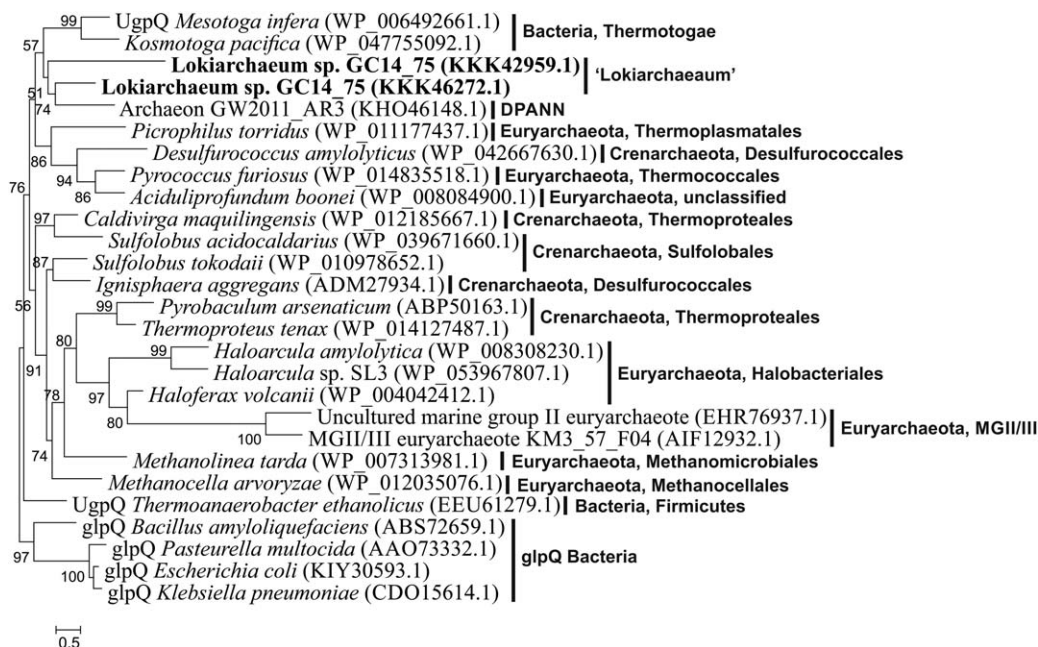 99
UgpQ Mesotoga infera (WP_006492661.1)
Kosmotoga pacifica (WP_047755092.1)
Bacteria, Thermotogae
57
Lokiarchaeum sp. GC14_75 (KKK42959.1)
Lokiarchaeum sp. GC14_75 (KKK46272.1)
'Lokiarchaeaum'
51
74
Archaeon GW2011_AR3 (KHO46148.1)
DPANN
Picrophilus torridus (WP_011177437.1)
Euryarchaeota, Thermoplasmatales
86
Desulfurococcus amylolyticus (WP_042667630.1)
Crenarchaeota, Desulfurococcales
94
Pyrococcus furiosus (WP_014835518.1)
Euryarchaeota, Thermococcales
86
Aciduliprofundum boonei (WP_008084900.1)
Euryarchaeota, unclassified
76
97
Caldivirga maquilingensis (WP_012185667.1)
Crenarchaeota, Thermoproteales
Sulfolobus acidocaldarius (WP_039671660.1)
Sulfolobus tokodaii (WP_010978652.1)
Crenarchaeota, Sulfolobales
87
Ignisphaera aggregans (ADM27934.1)
Crenarchaeota, Desulfurococcales
56
99
Pyrobaculum arsenaticum (ABP50163.1)
Thermoproteus tenax (WP_014127487.1)
Crenarchaeota, Thermoproteales
80
99
Haloarcula amylolytica (WP_008308230.1)
Haloarcula sp. SL3 (WP_053967807.1)
Haloferax volcanii (WP_004042412.1)
Euryarchaeota, Halobacteriales
91
78
97
80
Uncultured marine group II euryarchaeote (EHR76937.1)
100
MGII/III euryarchaeote KM3_57_F04 (AIF12932.1)
Euryarchaeota, MGII/III
74
Methanolinea tarda (WP_007313981.1)
Euryarchaeota, Methanomicrobiales
Methanocella arvoryzae (WP_012035076.1)
Euryarchaeota, Methanocellales
UgpQ Thermoanaerobacter ethanolicus (EEU61279.1)
Bacteria, Firmicutes
97
glpQ Bacillus amyloliquefaciens (ABS72659.1)
glpQ Pasteurella multocida (AAO73332.1)
100
glpQ Escherichia coli (KIY30593.1)
glpQ Klebsiella pneumoniae (CDO15614.1)
glpQ Bacteria
0.5